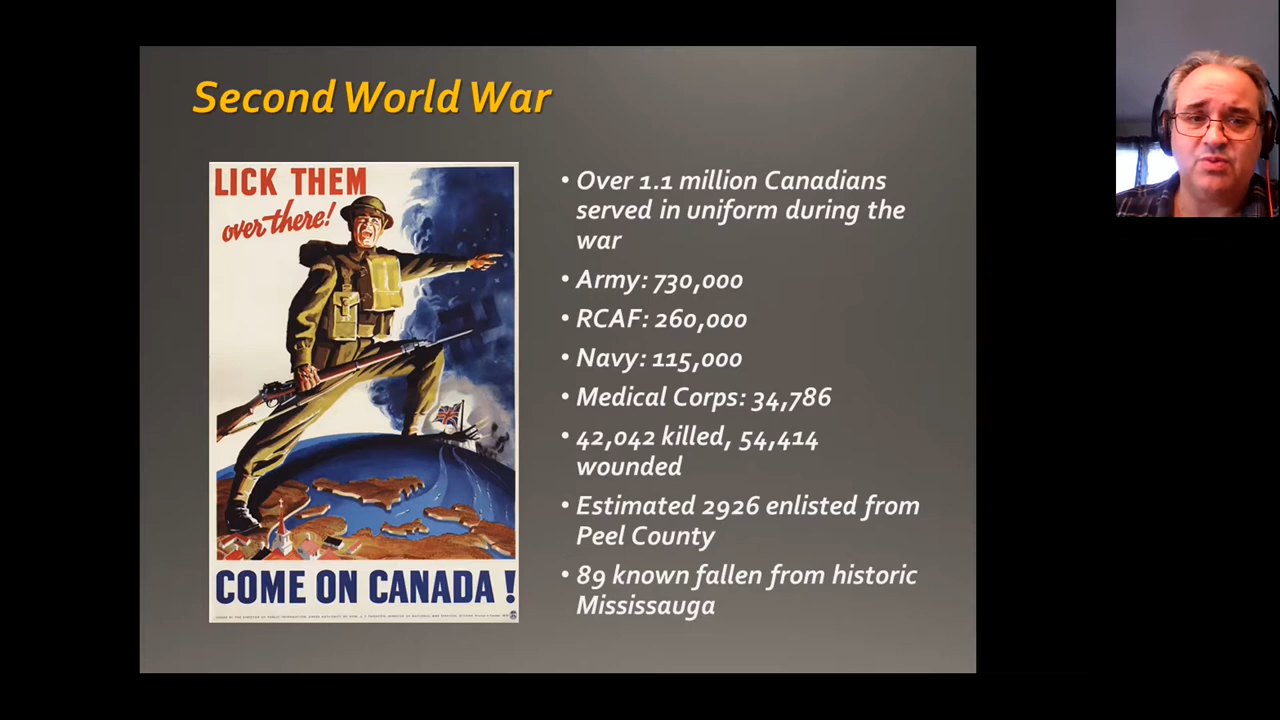 Second World War
LICK THEM
over there!
COME ON CANADA !
• Over 1.1 million Canadians
served in uniform during the
war
• Army: 730,000
• RCAF: 260,000
• Navy: 115,000
• Medical Corps: 34,786
• 42,042 killed, 54,414
wounded
• Estimated 2926 enlisted from
Peel County
• 89 known fallen from historic
Mississauga